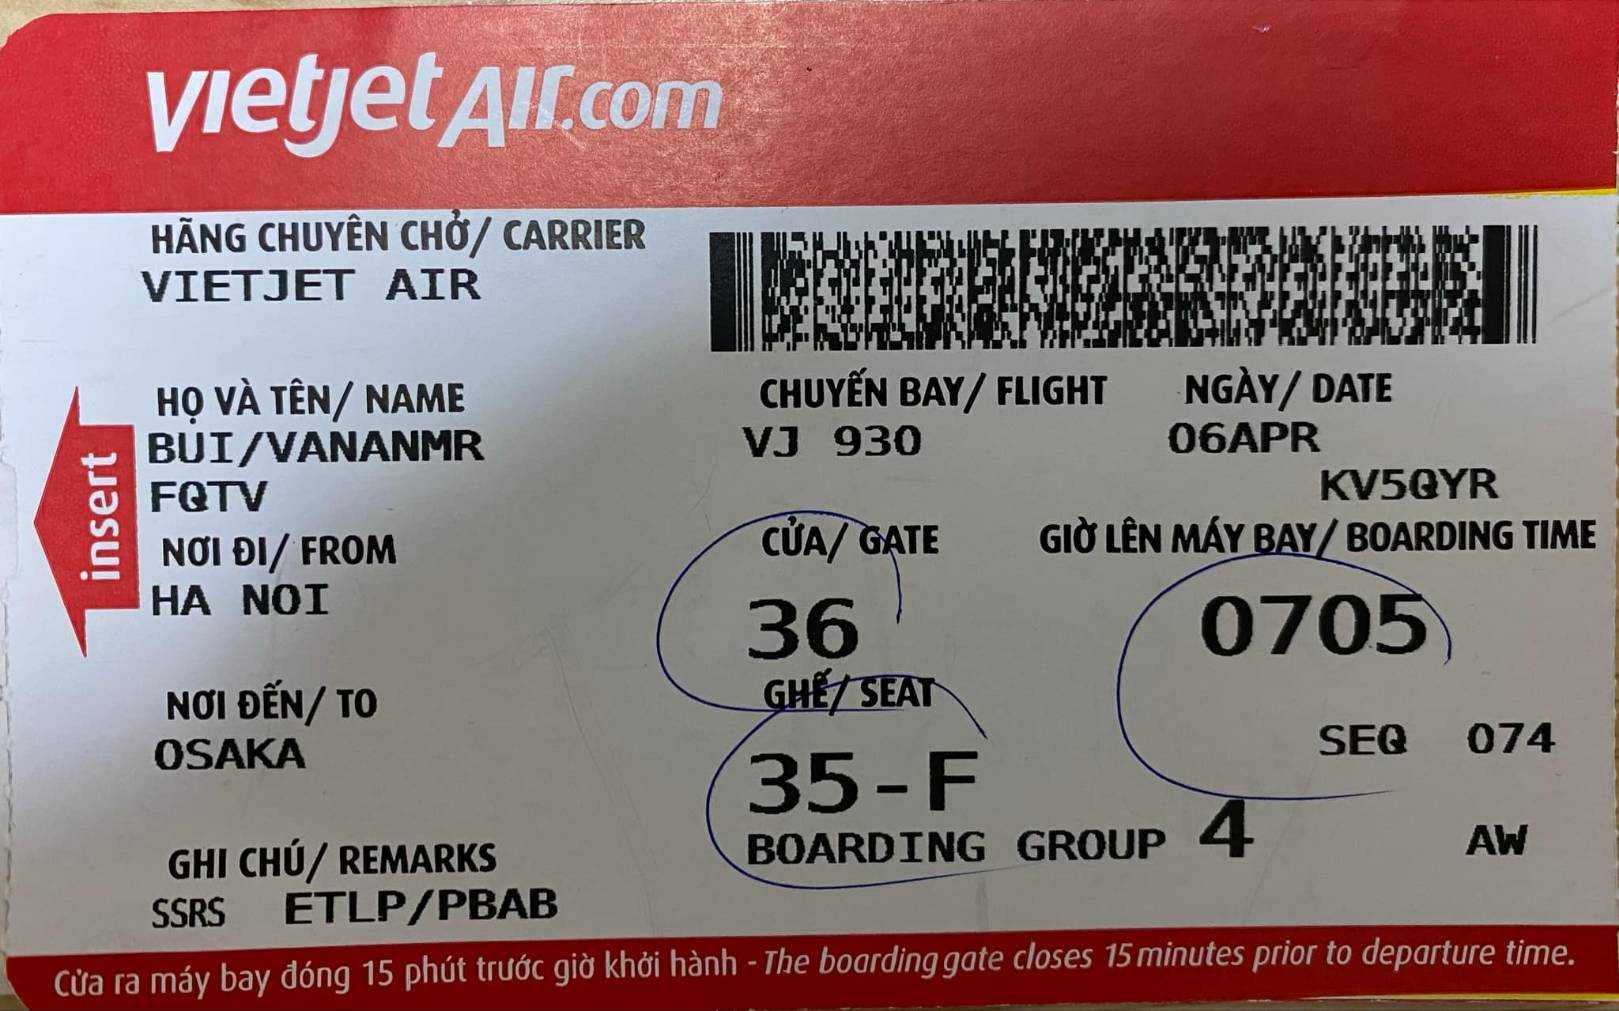 vietjetAir.com
HÃNG CHUYÊN CHỞ/ CARRIER
VIETJET AIR
HỌ VÀ TÊN/ NAME
BUI/VANANMR
FQTV
CHUYẾN BAY/ FLIGHT
VJ 930
NGÀY/ DATE
06APR
KV5QYR
insert
NƠI ĐI/ FROM
HA NOI
CỬA/ GATE
36
GIỜ LÊN MÁY BAY/ BOARDING TIME
0705
NƠI ĐẾN/ TO
OSAKA
GHẾ/ SEAT
35-F
SEQ 074
BOARDING GROUP 4
AW
GHI CHÚ/ REMARKS
SSRS ETLP/PBAB
Cửa ra máy bay đóng 15 phút trước giờ khởi hành - The boarding gate closes 15 minutes prior to departure time.